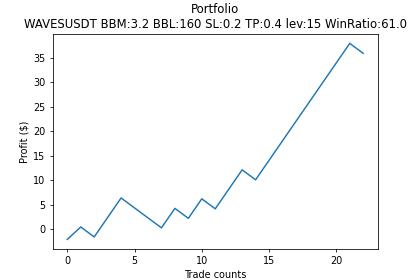 Portfolio
WAVESUSDT BBM:3.2 BBL:160 SL:0.2 TP:0.4 lev:15 WinRatio:61.0
35
30
25
20
15
10
5
0
Profit ($)
0 5 10 15 20
Trade counts